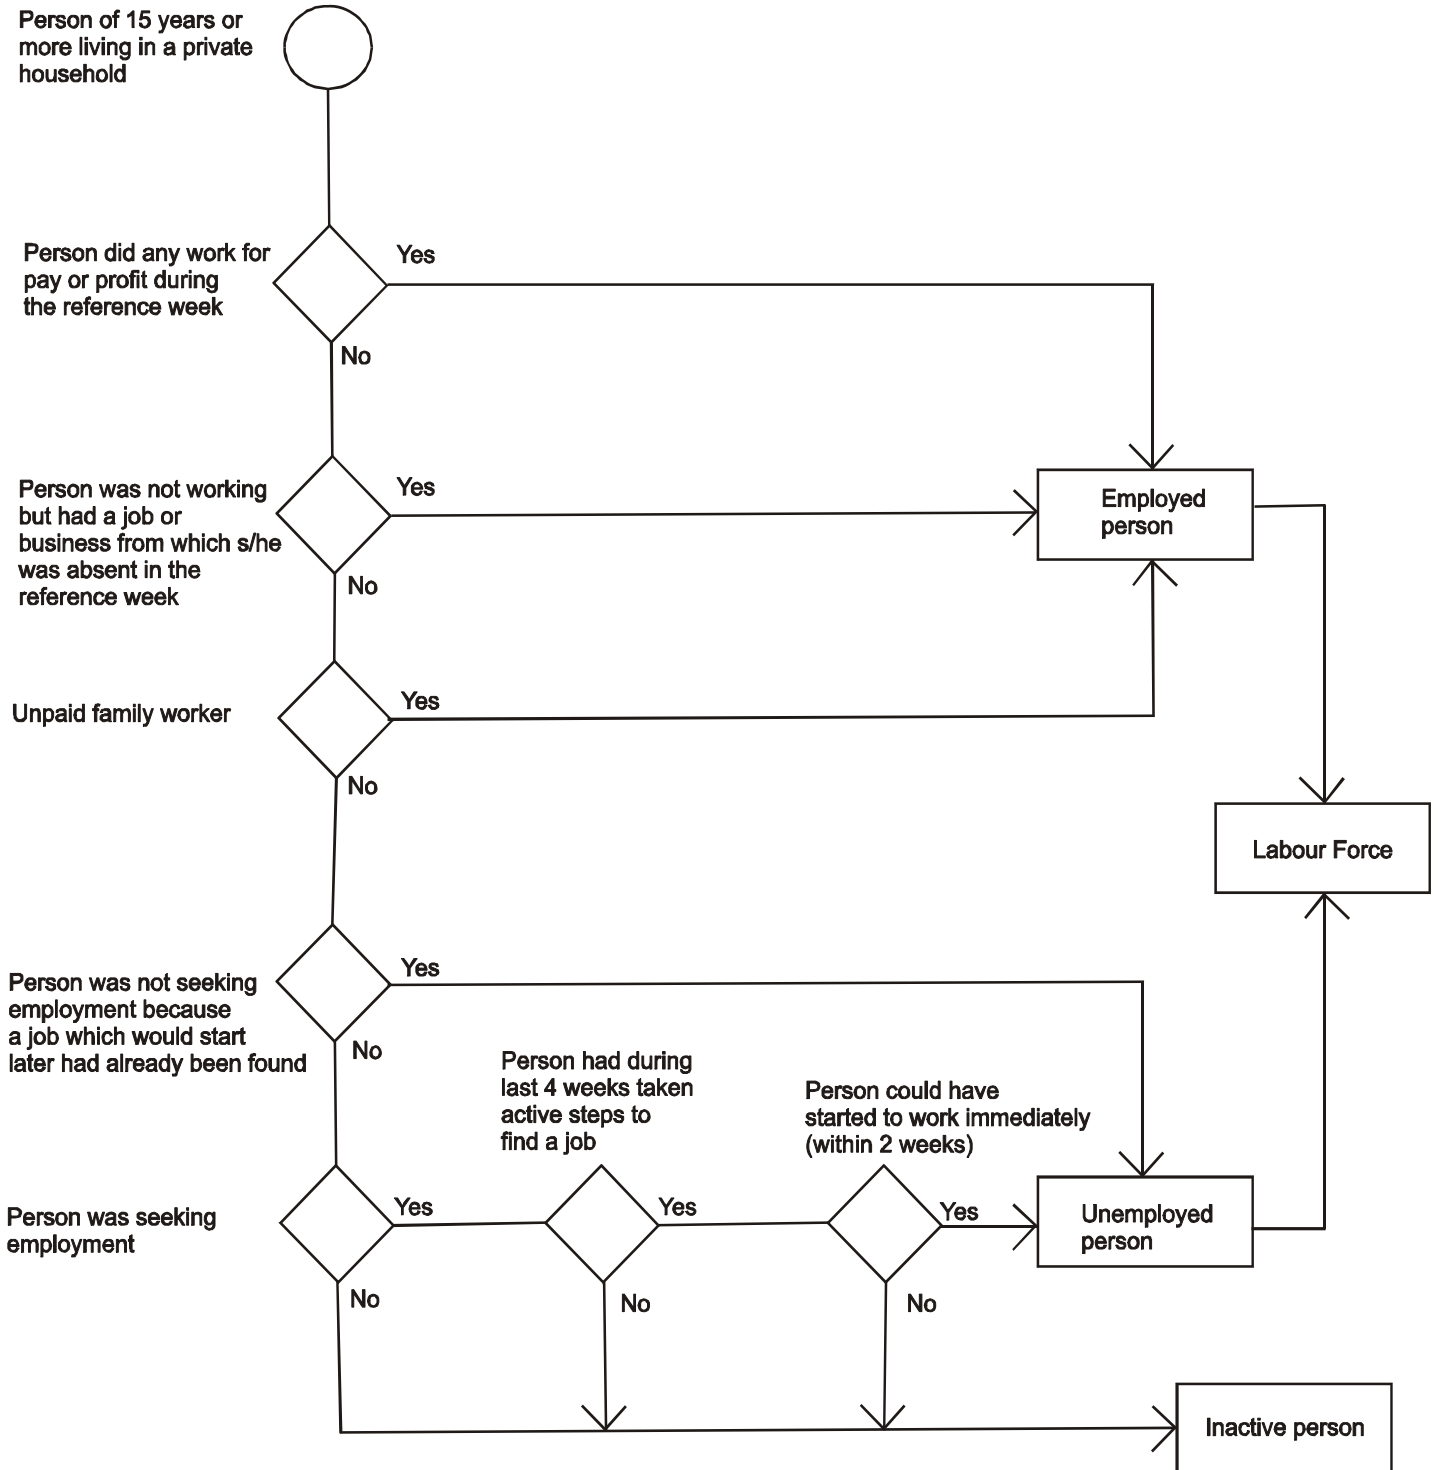 Person of 15 years or
more living in a private
household
Person did any work for
pay or profit during
the reference week
Yes
No
Person was not working
but had a job or
business from which s/he
was absent in the
reference week
Yes
No
Employed
person
Unpaid family worker
Yes
No
Labour Force
Person was not seeking
employment because
a job which would start
later had already been found
Yes
No
Person had during
last 4 weeks taken
active steps to
find a job
Person could have
started to work immediately
(within 2 weeks)
Person was seeking
employment
Yes
Yes
Yes
Unemployed
person
No
No
No
Inactive person